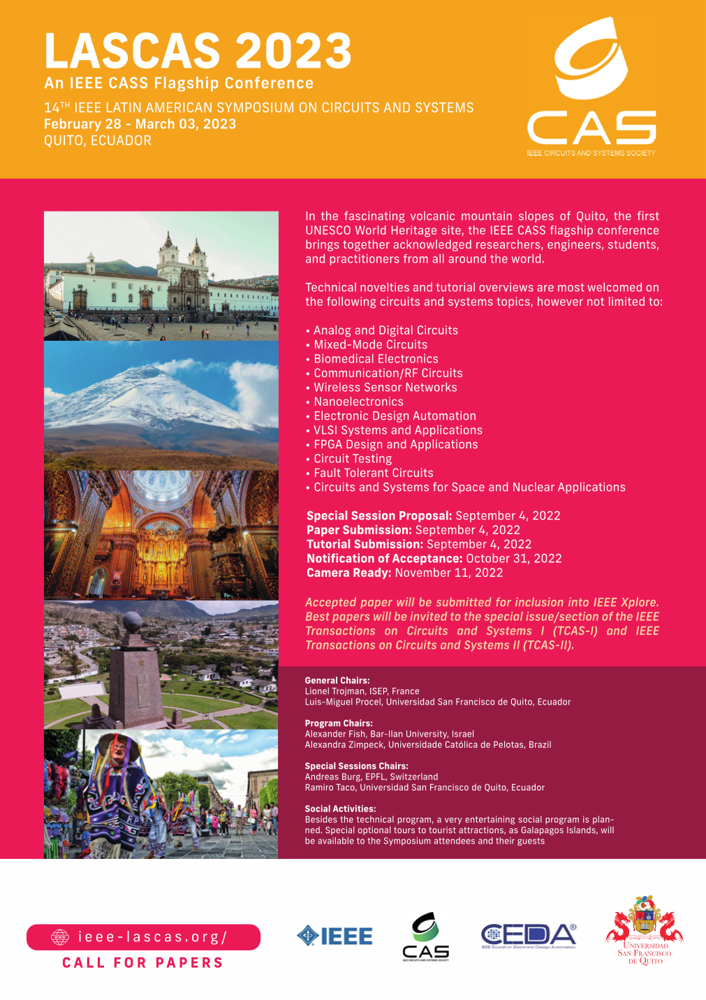 LASCAS 2023
An IEEE CASS Flagship Conference
14TH IEEE LATIN AMERICAN SYMPOSIUM ON CIRCUITS AND SYSTEMS
February 28 - March 03, 2023
QUITO, ECUADOR
CAS
IEEE CIRCUITS AND SYSTEMS SOCIETY
In the fascinating volcanic mountain slopes of Quito, the first
UNESCO World Heritage site, the IEEE CASS flagship conference
brings together acknowledged researchers, engineers, students,
and practitioners from all around the world.
Technical novelties and tutorial overviews are most welcomed on
the following circuits and systems topics, however not limited to:
• Analog and Digital Circuits
• Mixed-Mode Circuits
• Biomedical Electronics
• Communication/RF Circuits
• Wireless Sensor Networks
• Nanoelectronics
• Electronic Design Automation
• VLSI Systems and Applications
• FPGA Design and Applications
• Circuit Testing
• Fault Tolerant Circuits
• Circuits and Systems for Space and Nuclear Applications
Special Session Proposal: September 4, 2022
Paper Submission: September 4, 2022
Tutorial Submission: September 4, 2022
Notification of Acceptance: October 31, 2022
Camera Ready: November 11, 2022
Accepted paper will be submitted for inclusion into IEEE Xplore.
Best papers will be invited to the special issue/section of the IEEE
Transactions on Circuits and Systems I (TCAS-I) and IEEE
Transactions on Circuits and Systems II (TCAS-II).
General Chairs:
Lionel Trojman, ISEP, France
Luis-Miguel Procel, Universidad San Francisco de Quito, Ecuador
Program Chairs:
Alexander Fish, Bar-Ilan University, Israel
Alexandra Zimpeck, Universidade Católica de Pelotas, Brazil
Special Sessions Chairs:
Andreas Burg, EPFL, Switzerland
Ramiro Taco, Universidad San Francisco de Quito, Ecuador
Social Activities:
Besides the technical program, a very entertaining social program is plan-
ned. Special optional tours to tourist attractions, as Galapagos Islands, will
be available to the Symposium attendees and their guests
www
ieee-lascas.org/
CALL FOR PAPERS
IEEE
CAS
IEEE CIRCUITS AND SYSTEMS SOCIETY
CEDA®
IEEE Council on Electronic Design Automation
UNIVERSIDAD
SAN FRANCISCO
DE QUITO